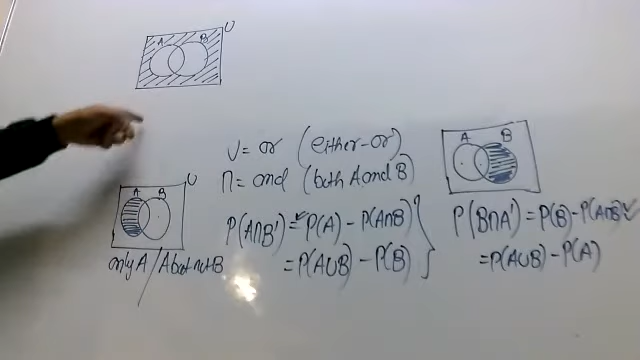 U
A B
∪ = or (either-or)
∩ = and (both A and B)
A B
U
A B
P(A∩B') = P(A) - P(A∩B)
= P(A∪B) - P(B)
P(B∩A') = P(B) - P(A∩B)
= P(A∪B) - P(A)
only A / A but not B